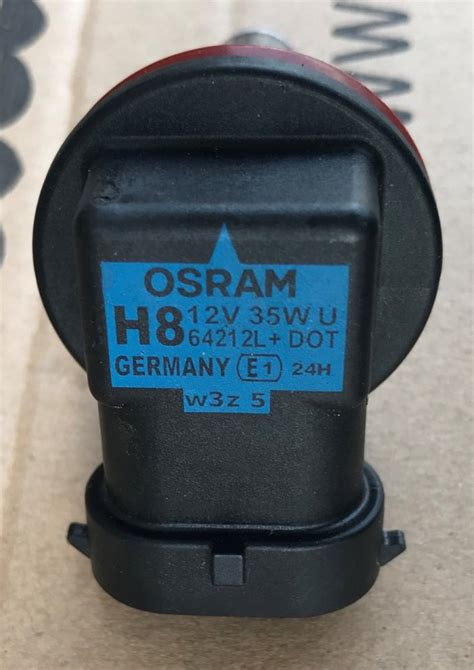 OSRAM
H8 12V 35W U
64212L+ DOT
GERMANY E1 24H
w3z 5